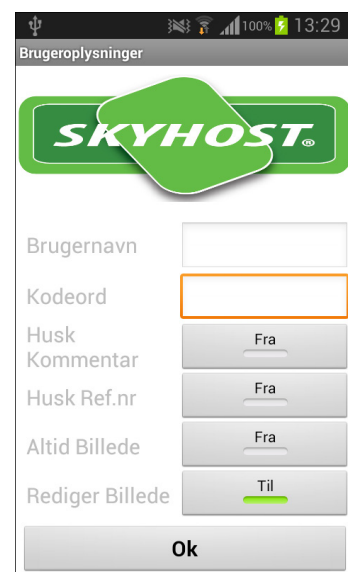 100% 13:29
Brugeroplysninger
SKYHOST®
Brugernavn
Kodeord
Husk
Kommentar
Fra
Husk Ref.nr
Fra
Altid Billede
Fra
Rediger Billede
Til
Ok